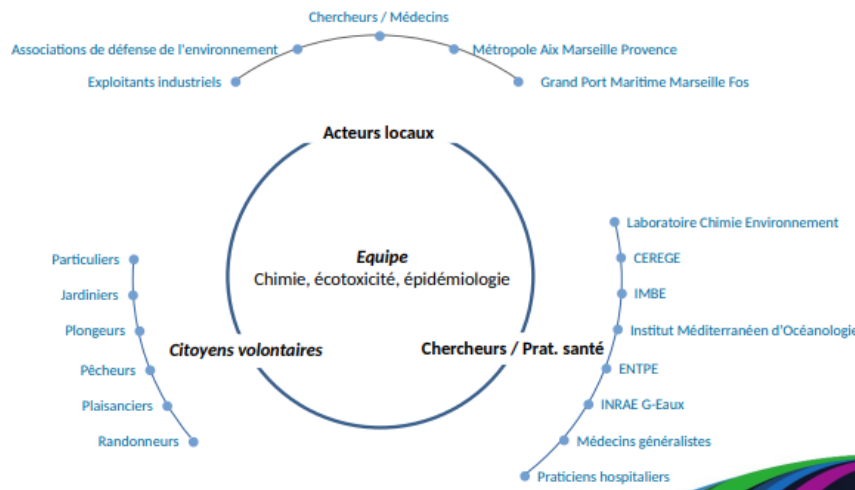 Chercheurs / Médecins
Associations de défense de l'environnement
Métropole Aix Marseille Provence
Exploitants industriels
Grand Port Maritime Marseille Fos
Acteurs locaux
Equipe
Chimie, écotoxicité, épidémiologie
Citoyens volontaires
Chercheurs / Prat. santé
Particuliers
Jardiniers
Plongeurs
Pêcheurs
Plaisanciers
Randonneurs
Laboratoire Chimie Environnement
CEREGE
IMBE
Institut Méditerranéen d'Océanologie
ENTPE
INRAE G-Eaux
Médecins généralistes
Praticiens hospitaliers